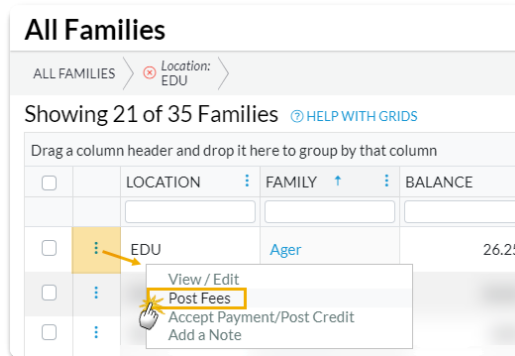 All Families
ALL FAMILIES Location: EDU
Showing 21 of 35 Families HELP WITH GRIDS
Drag a column header and drop it here to group by that column
LOCATION FAMILY BALANCE
EDU Ager 26.25
View / Edit
Post Fees
Accept Payment/Post Credit
Add a Note